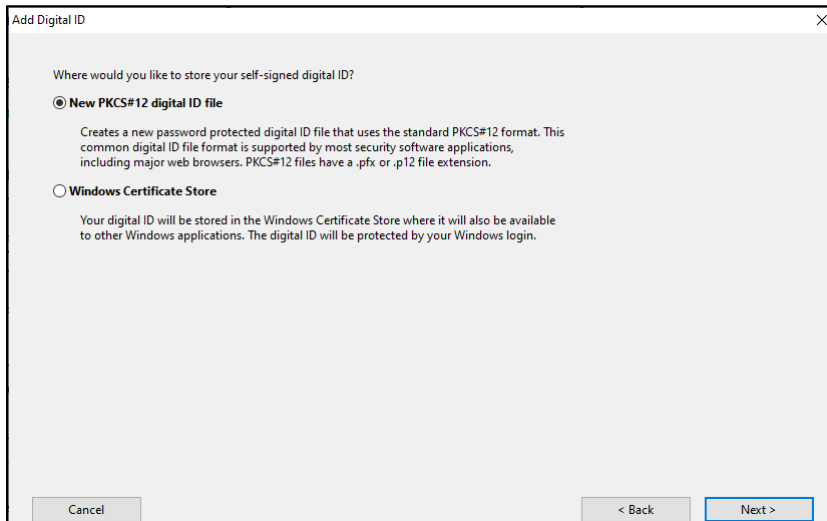 Add Digital ID
Where would you like to store your self-signed digital ID?
New PKCS#12 digital ID file
Creates a new password protected digital ID file that uses the standard PKCS#12 format. This
common digital ID file format is supported by most security software applications,
including major web browsers. PKCS#12 files have a .pfx or .p12 file extension.
Windows Certificate Store
Your digital ID will be stored in the Windows Certificate Store where it will also be available
to other Windows applications. The digital ID will be protected by your Windows login.
Cancel
< Back
Next >